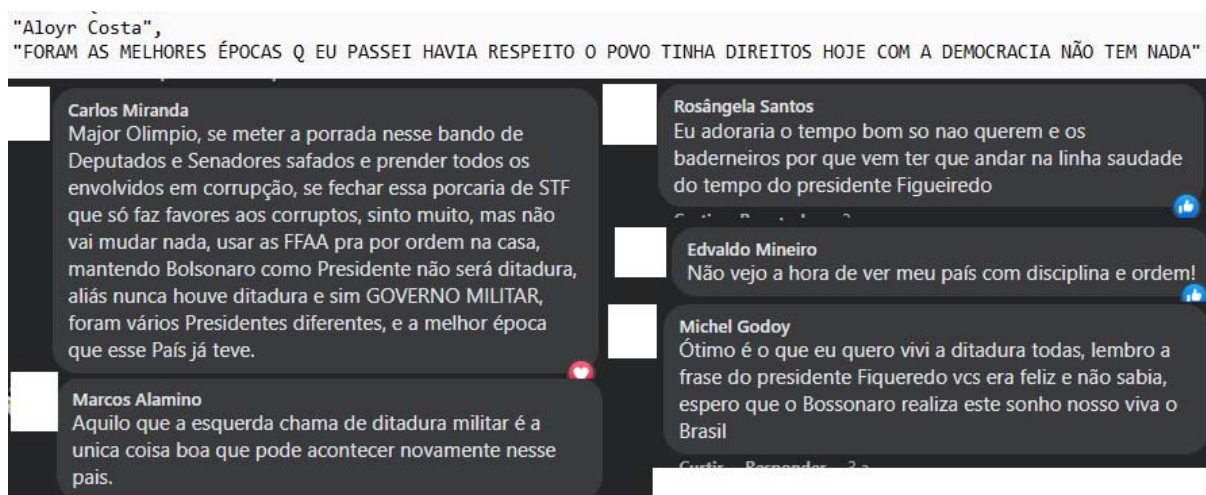 "Aloyr Costa",
"FORAM AS MELHORES ÉPOCAS Q EU PASSEI HAVIA RESPEITO O POVO TINHA DIREITOS HOJE COM A DEMOCRACIA NÃO TEM NADA"
Carlos Miranda
Major Olimpio, se meter a porrada nesse bando de
Deputados e Senadores safados e prender todos os
envolvidos em corrupção, se fechar essa porcaria de STF
que só faz favores aos corruptos, sinto muito, mas não
vai mudar nada, usar as FFAA pra por ordem na casa,
mantendo Bolsonaro como Presidente não será ditadura,
aliás nunca houve ditadura e sim GOVERNO MILITAR,
foram vários Presidentes diferentes, e a melhor época
que esse País já teve.
Marcos Alamino
Aquilo que a esquerda chama de ditadura militar é a
unica coisa boa que pode acontecer novamente nesse
pais.
Rosângela Santos
Eu adoraria o tempo bom so nao querem e os
baderneiros por que vem ter que andar na linha saudade
do tempo do presidente Figueiredo
Edvaldo Mineiro
Não vejo a hora de ver meu país com disciplina e ordem!
Michel Godoy
Ótimo é o que eu quero vivi a ditadura todas, lembro a
frase do presidente Fiqueredo vcs era feliz e não sabia,
espero que o Bossonaro realiza este sonho nosso viva o
Brasil